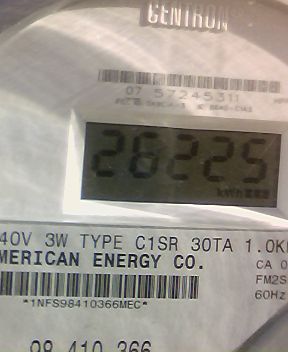 CENTRON
07 57245311
26225
kWh
40V 3W TYPE C1SR 30TA 1.0K
MERICAN ENERGY CO.
CA 0
FM2S
60Hz
*1NFS98410366MEC*
98 410 366